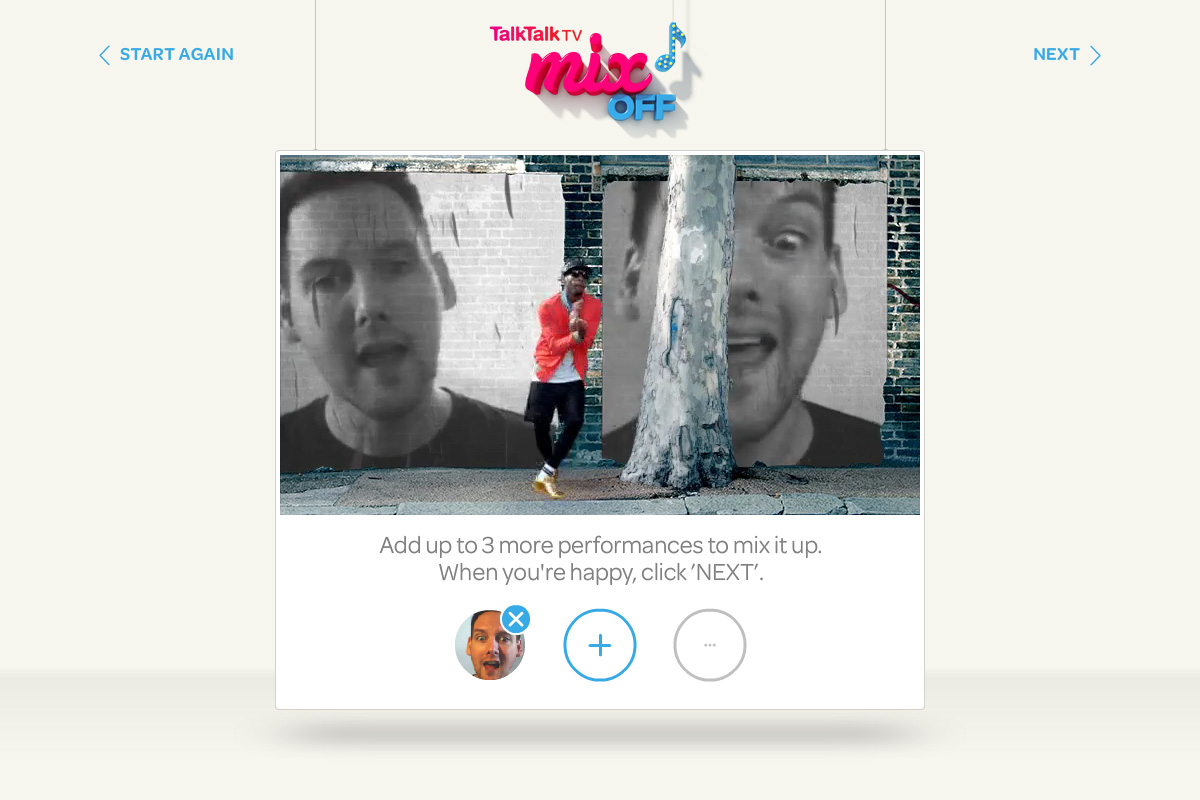 START AGAIN
TalkTalk TV
mix
OFF
NEXT
Add up to 3 more performances to mix it up.
When you're happy, click ’NEXT’.